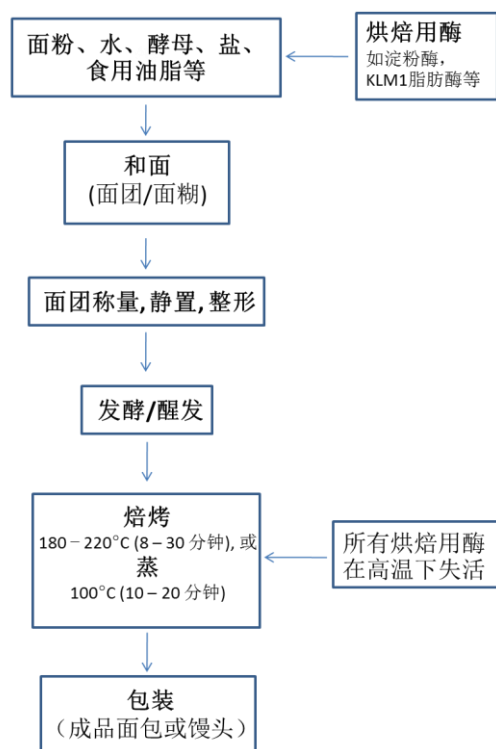 面粉、水、酵母、盐、
食用油脂等
烘焙用酶
如淀粉酶，
KLM1脂肪酶等
和面
(面团/面糊)
面团称量, 静置, 整形
发酵/醒发
焙烤
180－220°C (8 – 30 分钟), 或
蒸
100°C (10 – 20 分钟)
所有烘焙用酶
在高温下失活
包装
（成品面包或馒头）